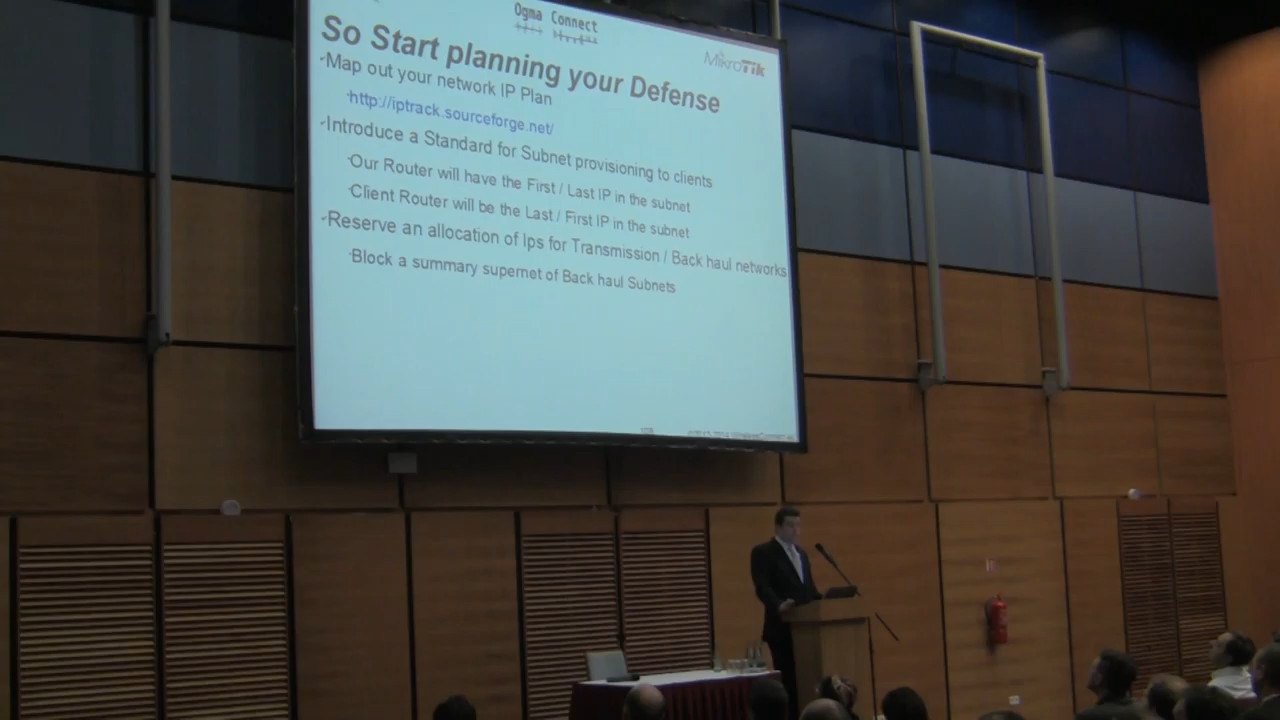 Ogma Connect
MikroTik
So Start planning your Defense
Map out your network IP Plan
http://iptrack.sourceforge.net/
Introduce a Standard for Subnet provisioning to clients
Our Router will have the First / Last IP in the subnet
Client Router will be the Last / First IP in the subnet
Reserve an allocation of Ips for Transmission / Back haul networks
Block a summary supernet of Back haul Subnets